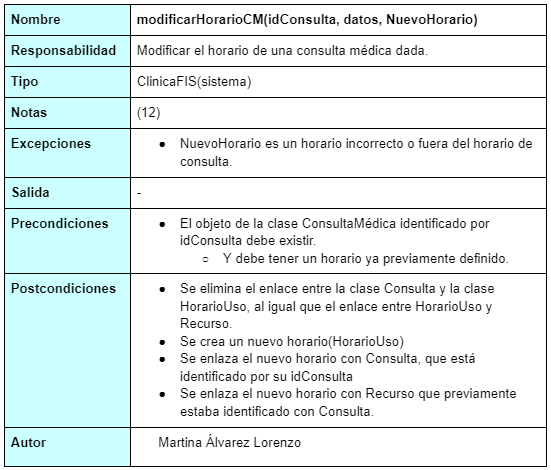 Nombre modificarHorarioCM(idConsulta, datos, NuevoHorario)
Responsabilidad Modificar el horario de una consulta médica dada.
Tipo ClinicaFIS(sistema)
Notas (12)
Excepciones ● NuevoHorario es un horario incorrecto o fuera del horario de
consulta.
Salida -
Precondiciones ● El objeto de la clase ConsultaMédica identificado por
idConsulta debe existir.
○ Y debe tener un horario ya previamente definido.
Postcondiciones ● Se elimina el enlace entre la clase Consulta y la clase
HorarioUso, al igual que el enlace entre HorarioUso y
Recurso.
● Se crea un nuevo horario(HorarioUso)
● Se enlaza el nuevo horario con Consulta, que está
identificado por su idConsulta
● Se enlaza el nuevo horario con Recurso que previamente
estaba identificado con Consulta.
Autor Martina Álvarez Lorenzo